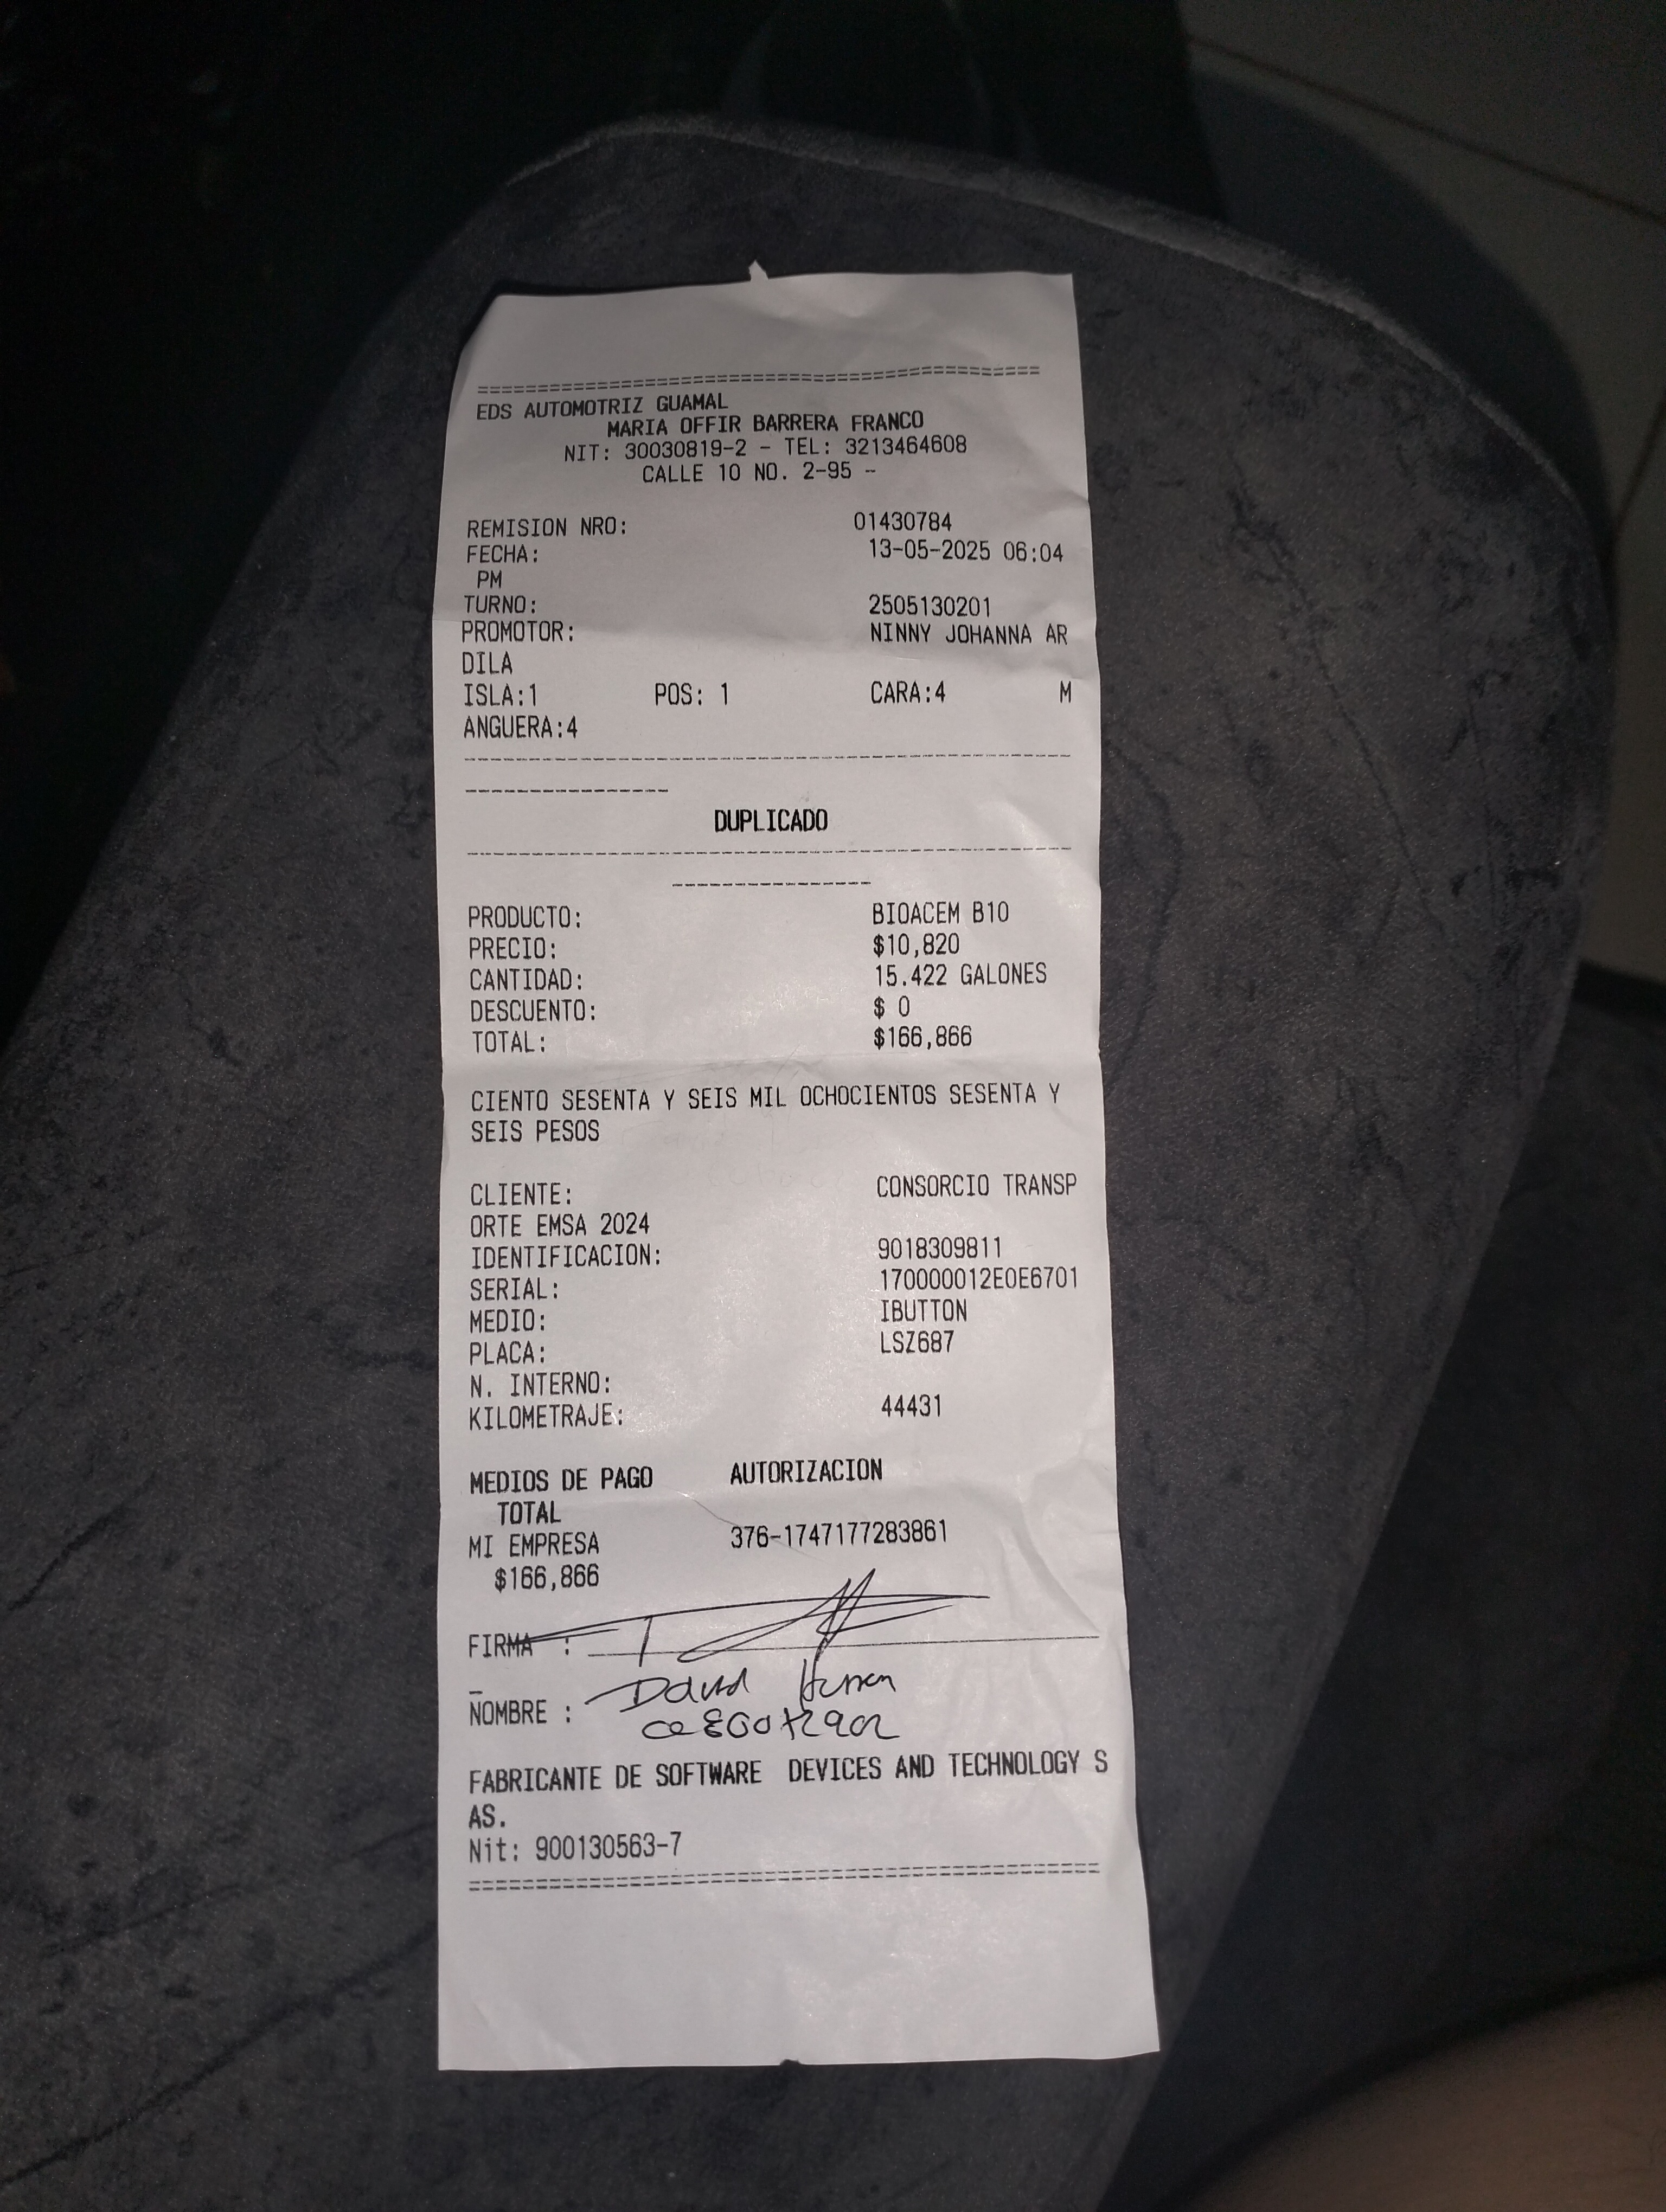 ================================================
EDS AUTOMOTRIZ GUAMAL
MARIA OFFIR BARRERA FRANCO
NIT: 30030819-2 - TEL: 3213464608
CALLE 10 NO. 2-95 -
REMISION NRO: 01430784
FECHA: 13-05-2025 06:04
PM
TURNO: 2505130201
PROMOTOR: NINNY JOHANNA AR
DILA
ISLA:1 POS: 1 CARA:4 M
ANGUERA:4
DUPLICADO
PRODUCTO: BIOACEM B10
PRECIO: $10,820
CANTIDAD: 15.422 GALONES
DESCUENTO: $ 0
TOTAL: $166,866
CIENTO SESENTA Y SEIS MIL OCHOCIENTOS SESENTA Y
SEIS PESOS
CLIENTE: CONSORCIO TRANSP
ORTE EMSA 2024
IDENTIFICACION: 9018309811
SERIAL: 170000012E0E6701
MEDIO: IBUTTON
PLACA: LSZ687
N. INTERNO:
KILOMETRAJE: 44431
MEDIOS DE PAGO AUTORIZACION
TOTAL
MI EMPRESA 376-1747177283861
$166,866
FIRMA :
NOMBRE : David
FABRICANTE DE SOFTWARE DEVICES AND TECHNOLOGY S
AS.
Nit: 900130563-7
================================================